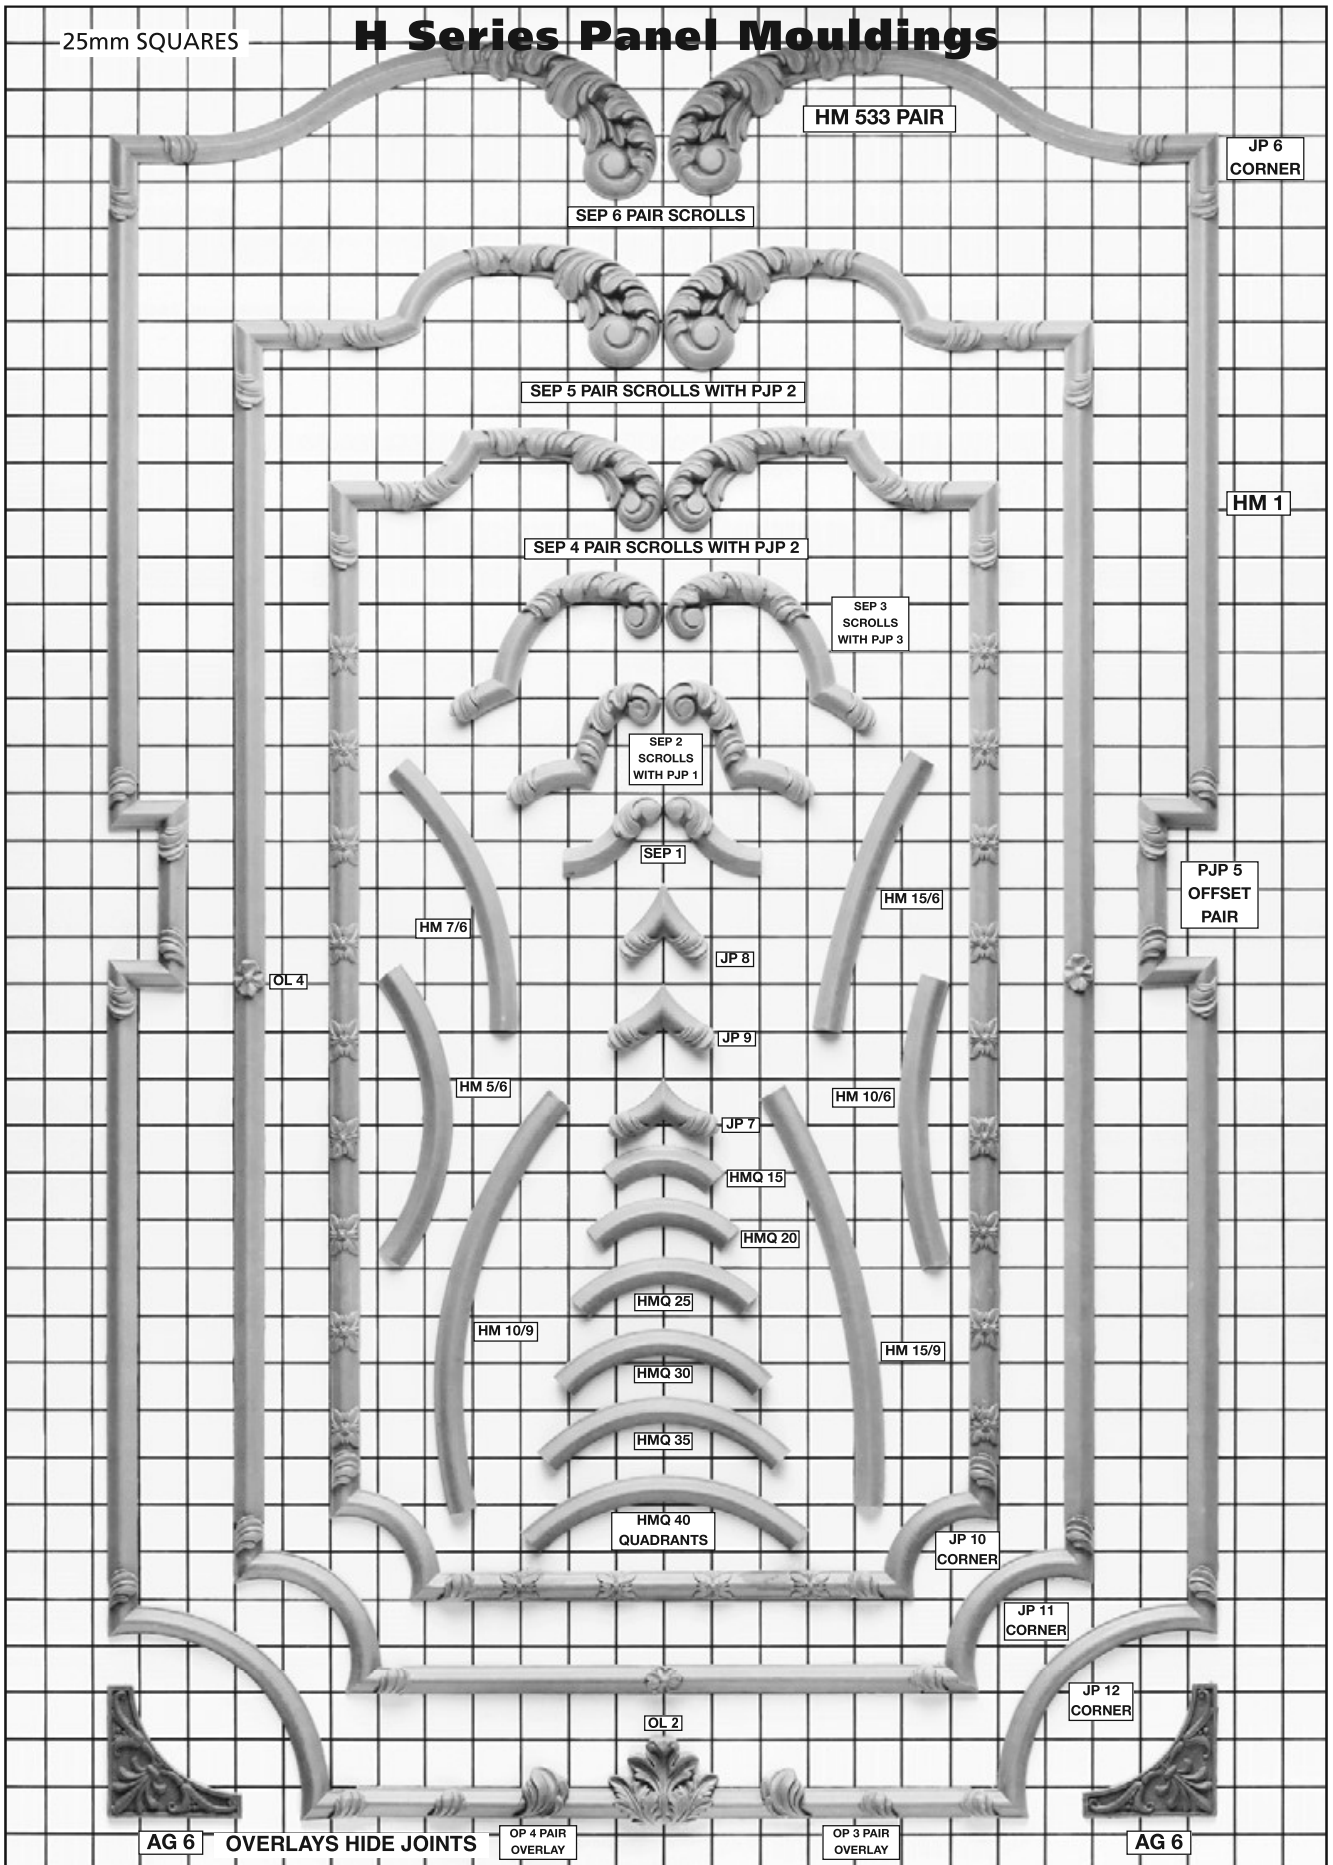 H Series Panel Mouldings
25mm SQUARES
HM 533 PAIR
JP 6
CORNER
SEP 6 PAIR SCROLLS
SEP 5 PAIR SCROLLS WITH PJP 2
HM 1
SEP 4 PAIR SCROLLS WITH PJP 2
SEP 3
SCROLLS
WITH PJP 3
SEP 2
SCROLLS
WITH PJP 1
SEP 1
PJP 5
OFFSET
PAIR
HM 7/6
HM 15/6
JP 8
OL 4
JP 9
HM 5/6
HM 10/6
JP 7
HMQ 15
HMQ 20
HMQ 25
HM 10/9
HM 15/9
HMQ 30
HMQ 35
HMQ 40
QUADRANTS
JP 10
CORNER
JP 11
CORNER
JP 12
CORNER
OL 2
AG 6
OVERLAYS HIDE JOINTS
OP 4 PAIR
OVERLAY
OP 3 PAIR
OVERLAY
AG 6